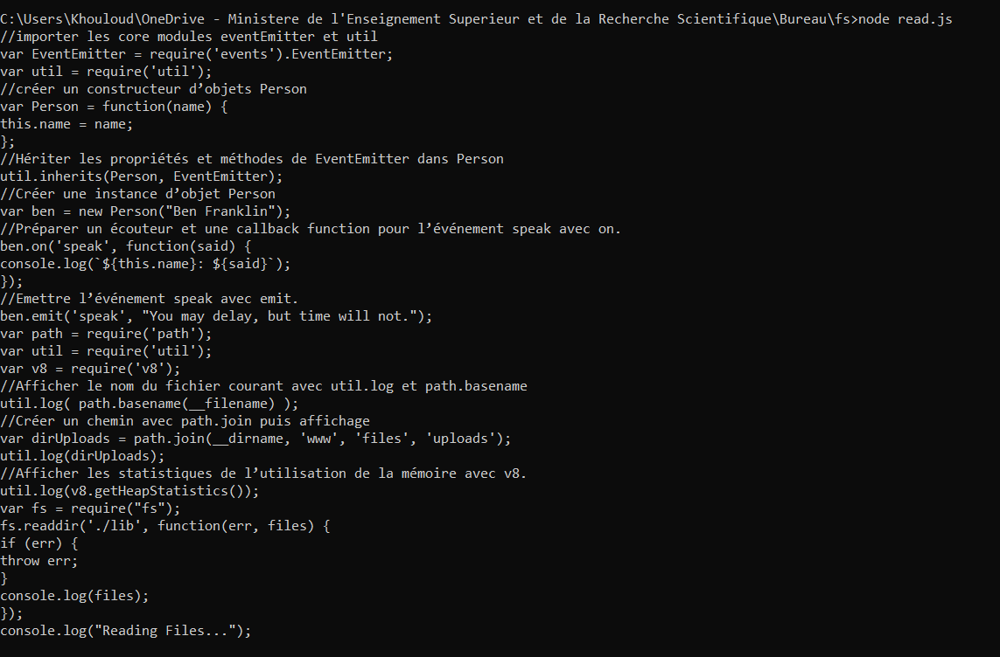 C:\Users\Khouloud\OneDrive - Ministere de l'Enseignement Superieur et de la Recherche Scientifique\Bureau\fs>node read.js
//importer les core modules eventEmitter et util
var EventEmitter = require('events').EventEmitter;
var util = require('util');
//créer un constructeur d’objets Person
var Person = function(name) {
this.name = name;
};
//Hériter les propriétés et méthodes de EventEmitter dans Person
util.inherits(Person, EventEmitter);
//Créer une instance d’objet Person
var ben = new Person("Ben Franklin");
//Préparer un écouteur et une callback function pour l’événement speak avec on.
ben.on('speak', function(said) {
console.log(`${this.name}: ${said}`);
});
//Emettre l’événement speak avec emit.
ben.emit('speak', "You may delay, but time will not.");
var path = require('path');
var util = require('util');
var v8 = require('v8');
//Afficher le nom du fichier courant avec util.log et path.basename
util.log( path.basename(__filename) );
//Créer un chemin avec path.join puis affichage
var dirUploads = path.join(__dirname, 'www', 'files', 'uploads');
util.log(dirUploads);
//Afficher les statistiques de l’utilisation de la mémoire avec v8.
util.log(v8.getHeapStatistics());
var fs = require("fs");
fs.readdir('./lib', function(err, files) {
if (err) {
throw err;
}
console.log(files);
});
console.log("Reading Files...");